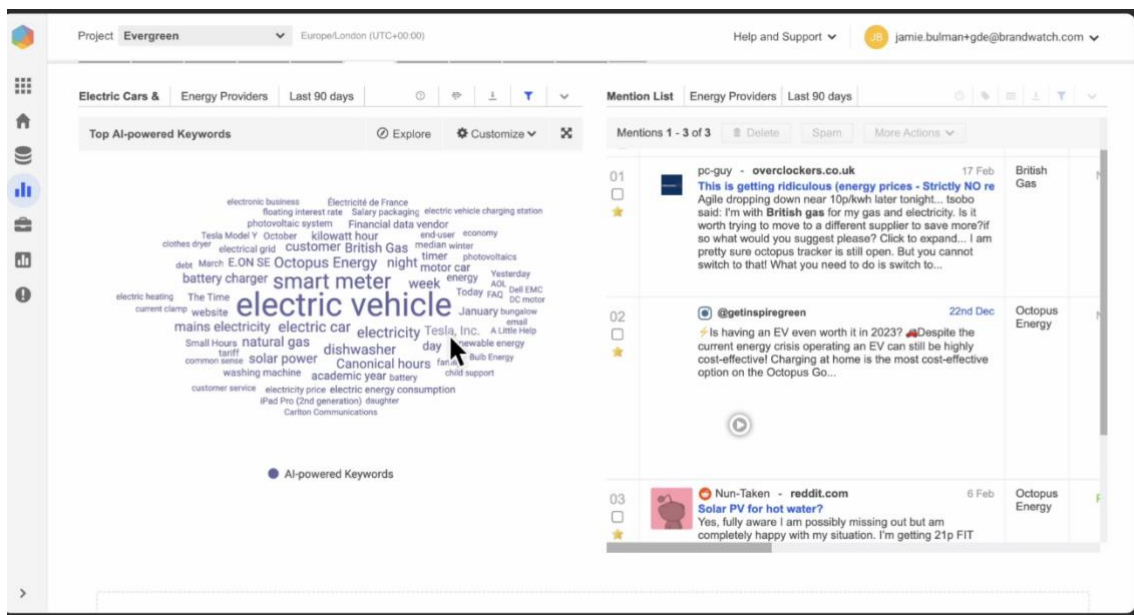 Project Evergreen Europe/London (UTC+00:00) Help and Support JB jamie.bulman+gde@brandwatch.com
Electric Cars & Energy Providers Last 90 days
Top AI-powered Keywords Explore Customize
electronic business Électricité de France
floating interest rate Salary packaging electric vehicle charging station
photovoltaic system Financial data vendor
Tesla Model Y October kilowatt hour end-user economy
clothes dryer electrical grid customer British Gas median winter
debt March E.ON SE Octopus Energy night timer motor car photovoltaics
battery charger smart meter week energy Yesterday AOL
electric heating The Time electric vehicle Today FAQ Dell EMC DC motor
current clamp website January bungalow
mains electricity electric car electricity Tesla, Inc. email A Little Help
Small Hours natural gas dishwasher day newable energy
tariff
common sense solar power Canonical hours Bulb Energy
washing machine academic year battery child support
customer service electricity price electric energy consumption
iPad Pro (2nd generation) daughter
Carlton Communications
AI-powered Keywords
Mention List Energy Providers Last 90 days
Mentions 1 - 3 of 3 Delete Spam More Actions
01 pc-guy - overclockers.co.uk 17 Feb British Gas
This is getting ridiculous (energy prices - Strictly NO re
Agile dropping down near 10p/kwh later tonight... tsobo
said: I'm with British gas for my gas and electricity. Is it
worth trying to move to a different supplier to save more?if
so what would you suggest please? Click to expand... I am
pretty sure octopus tracker is still open. But you cannot
switch to that! What you need to do is switch to...
02 @getinspiregreen 22nd Dec Octopus Energy
⚡Is having an EV even worth it in 2023? 🚗Despite the
current energy crisis operating an EV can still be highly
cost-effective! Charging at home is the most cost-effective
option on the Octopus Go...
03 Nun-Taken - reddit.com 6 Feb Octopus Energy
Solar PV for hot water?
Yes, fully aware I am possibly missing out but am
completely happy with my situation. I'm getting 21p FIT